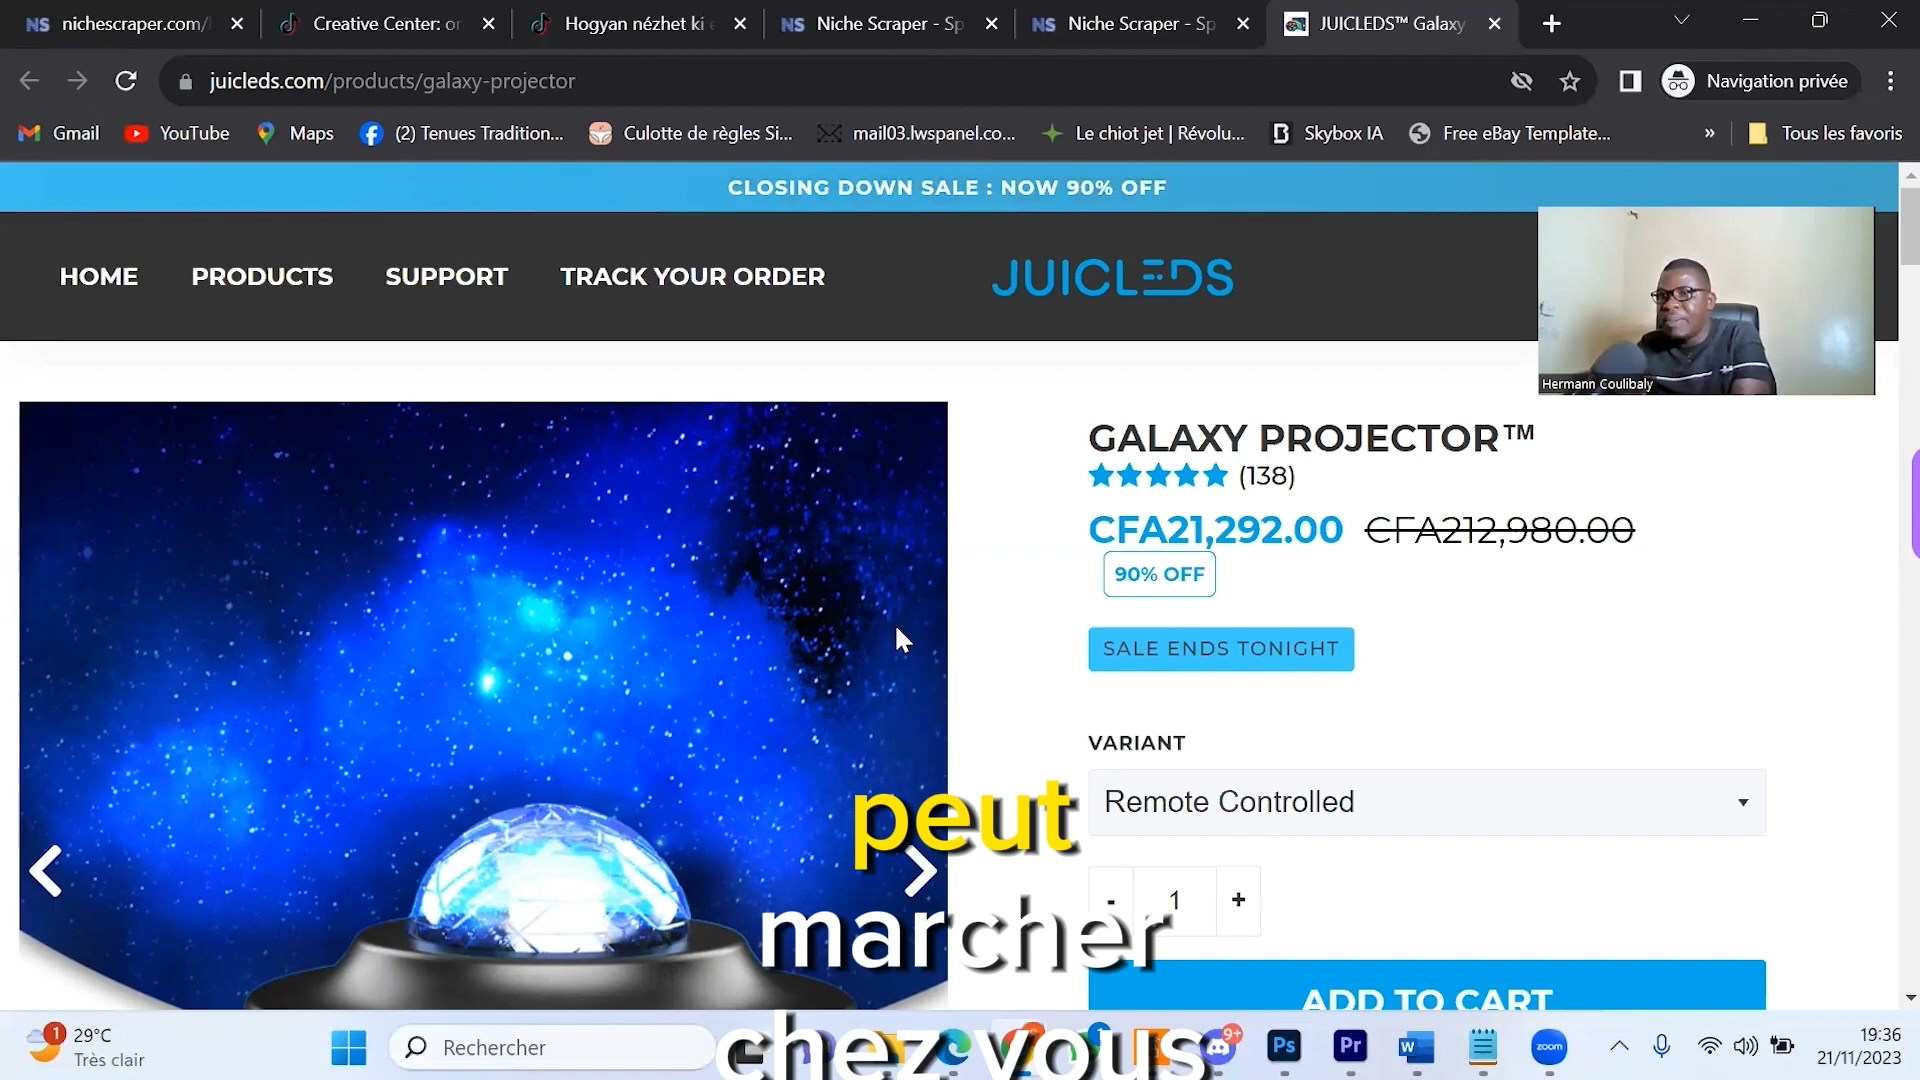 nichescraper.com/
Creative Center: or
Hogyan nézhet ki
Niche Scraper - Sp
Niche Scraper - Sp
JUICLEDS™ Galaxy
juicleds.com/products/galaxy-projector
Navigation privée
Gmail
YouTube
Maps
(2) Tenues Tradition...
Culotte de règles Si...
mail03.lwspanel.co...
Le chiot jet | Révolu...
Skybox IA
Free eBay Template...
»
Tous les favoris
CLOSING DOWN SALE : NOW 90% OFF
HOME
PRODUCTS
SUPPORT
TRACK YOUR ORDER
JUICLEDS
Hermann Coulibaly
GALAXY PROJECTOR™
(138)
CFA21,292.00 CFA212,980.00
90% OFF
SALE ENDS TONIGHT
VARIANT
Remote Controlled
- 1 +
ADD TO CART
peut
marcher
chez vous
1
29°C
Très clair
Rechercher
9+
Ps
Pr
W
zoom
19:36
21/11/2023